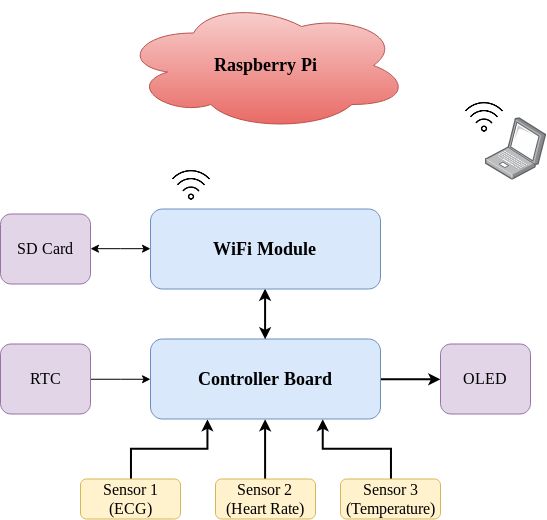 Raspberry Pi
SD Card
WiFi Module
RTC
Controller Board
OLED
Sensor 1
(ECG)
Sensor 2
(Heart Rate)
Sensor 3
(Temperature)